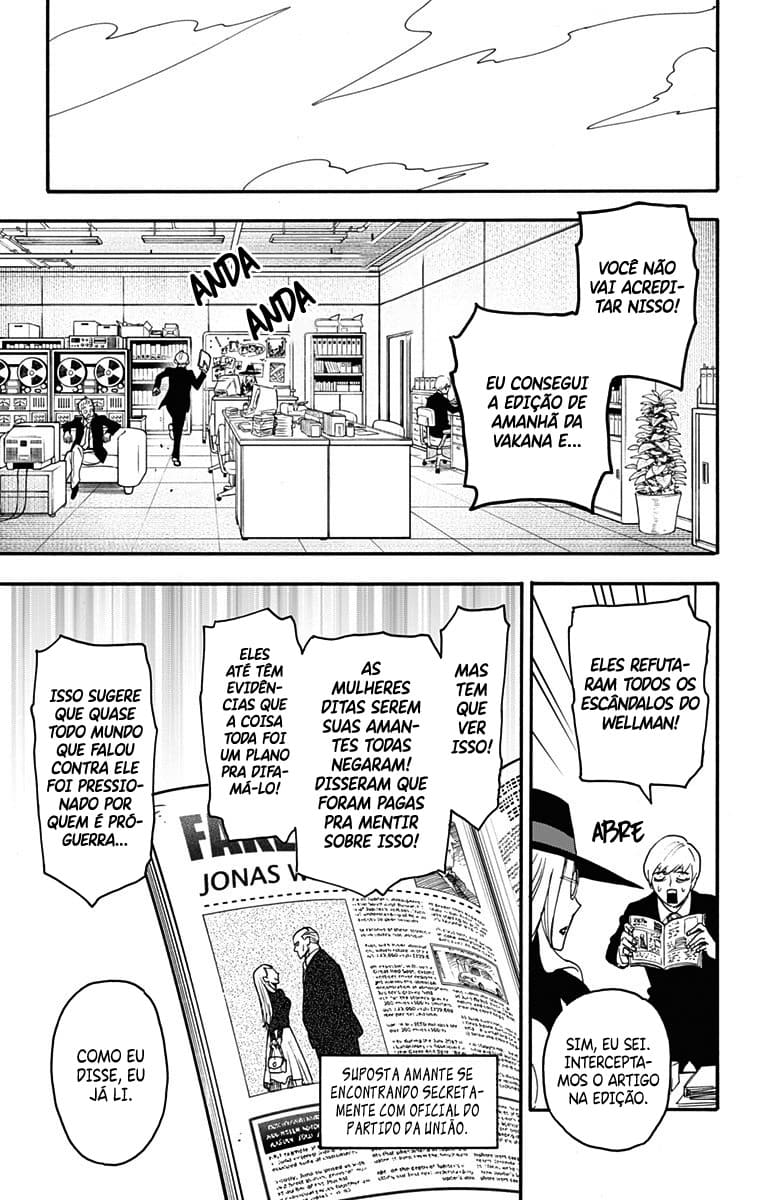 VOCÊ NÃO
VAI ACREDI-
TAR NISSO!
EU CONSEGUI
A EDIÇÃO DE
AMANHÃ DA
VAKANA E...
ANDA
ANDA
ELES REFUTA-
RAM TODOS OS
ESCÂNDALOS DO
WELLMAN!
ABRE
SIM, EU SEI.
INTERCEPTA-
MOS O ARTIGO
NA EDIÇÃO.
MAS
TEM
QUE
VER
ISSO!
AS
MULHERES
DITAS SEREM
SUAS AMAN-
TES TODAS
NEGARAM!
DISSERAM QUE
FORAM PAGAS
PRA MENTIR
SOBRE ISSO!
ELES
ATÉ TÊM
EVIDÊN-
CIAS QUE
A COISA
TODA FOI
UM PLANO
PRA DIFA-
MÁ-LO!
ISSO SUGERE
QUE QUASE
TODO MUNDO
QUE FALOU
CONTRA ELE
FOI PRESSIO-
NADO POR
QUEM É PRÓ-
GUERRA...
JONAS W
SUPOSTA AMANTE SE
ENCONTRANDO SECRETA-
MENTE COM OFICIAL DO
PARTIDO DA UNIÃO.
COMO EU
DISSE, EU
JÁ LI.